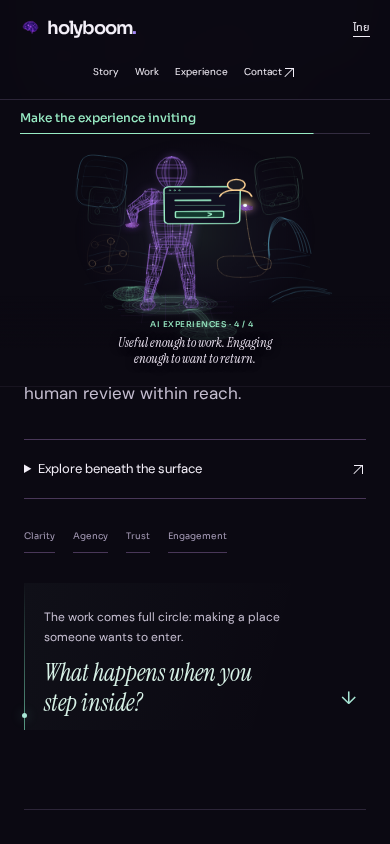 holyboom.
ไทย
Story Work Experience Contact
Make the experience inviting
AI EXPERIENCES · 4 / 4
Useful enough to work. Engaging
enough to want to return.
human review within reach.
Explore beneath the surface
Clarity Agency Trust Engagement
The work comes full circle: making a place
someone wants to enter.
What happens when you
step inside?